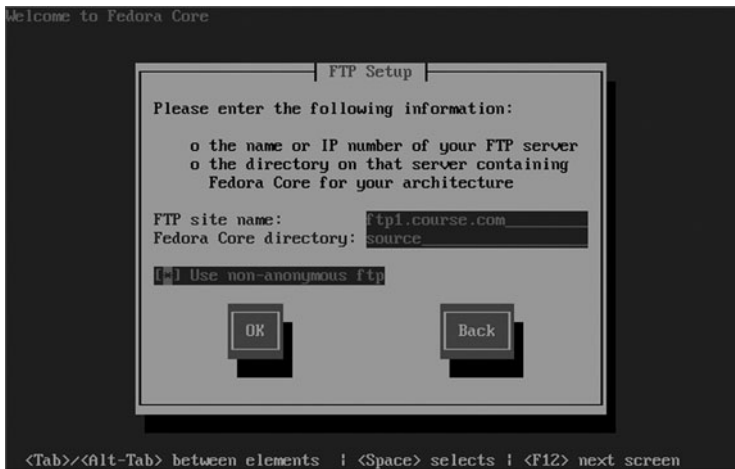 Welcome to Fedora Core
FTP Setup
Please enter the following information:
o the name or IP number of your FTP server
o the directory on that server containing
Fedora Core for your architecture
FTP site name: ftp1.course.com
Fedora Core directory: source
[*] Use non-anonymous ftp
OK Back
<Tab>/<Alt-Tab> between elements | <Space> selects | <F12> next screen